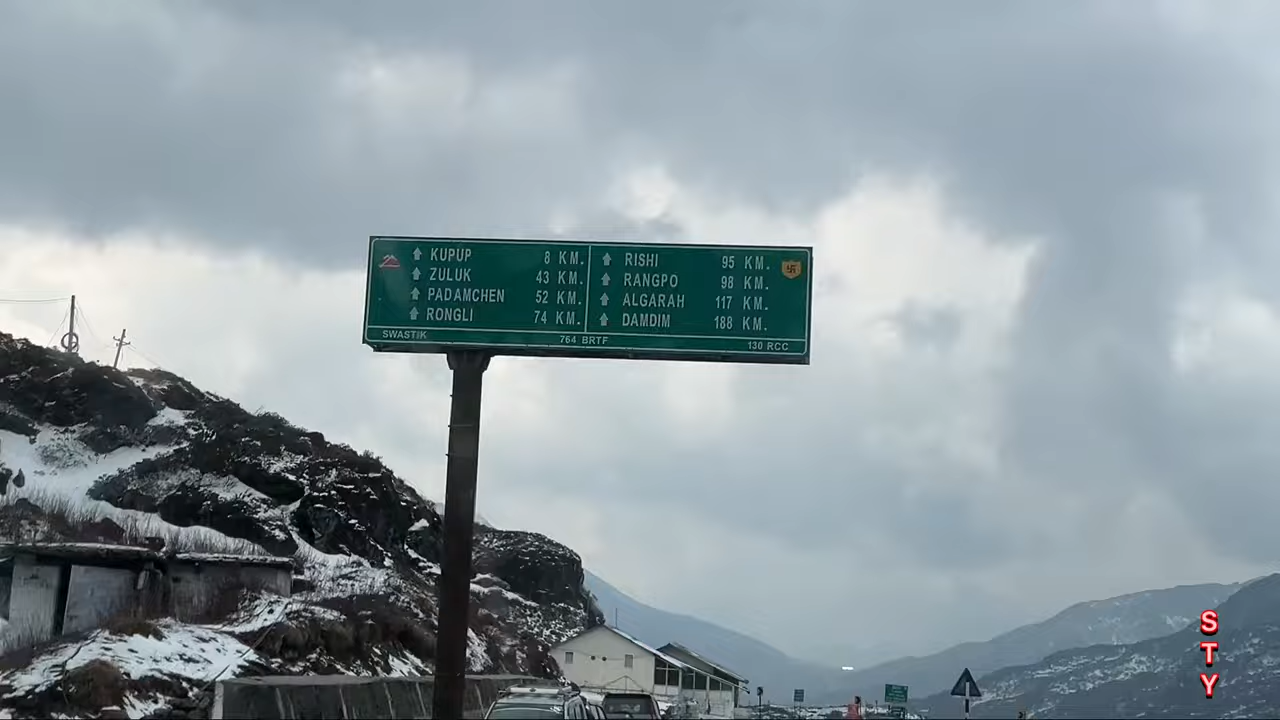 KUPUP 8 KM.
ZULUK 43 KM.
PADAMCHEN 52 KM.
RONGLI 74 KM.
RISHI 95 KM.
RANGPO 98 KM.
ALGARAH 117 KM.
DAMDIM 188 KM.
SWASTIK 764 BRTF 130 RCC
S
T
Y